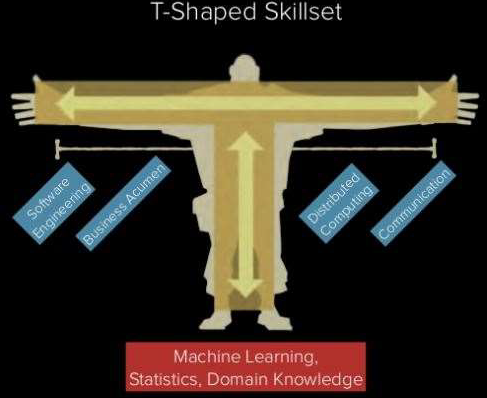 T-Shaped Skillset
Software
Engineering
Business Acumen
Distributed
Computing
Communication
Machine Learning,
Statistics, Domain Knowledge